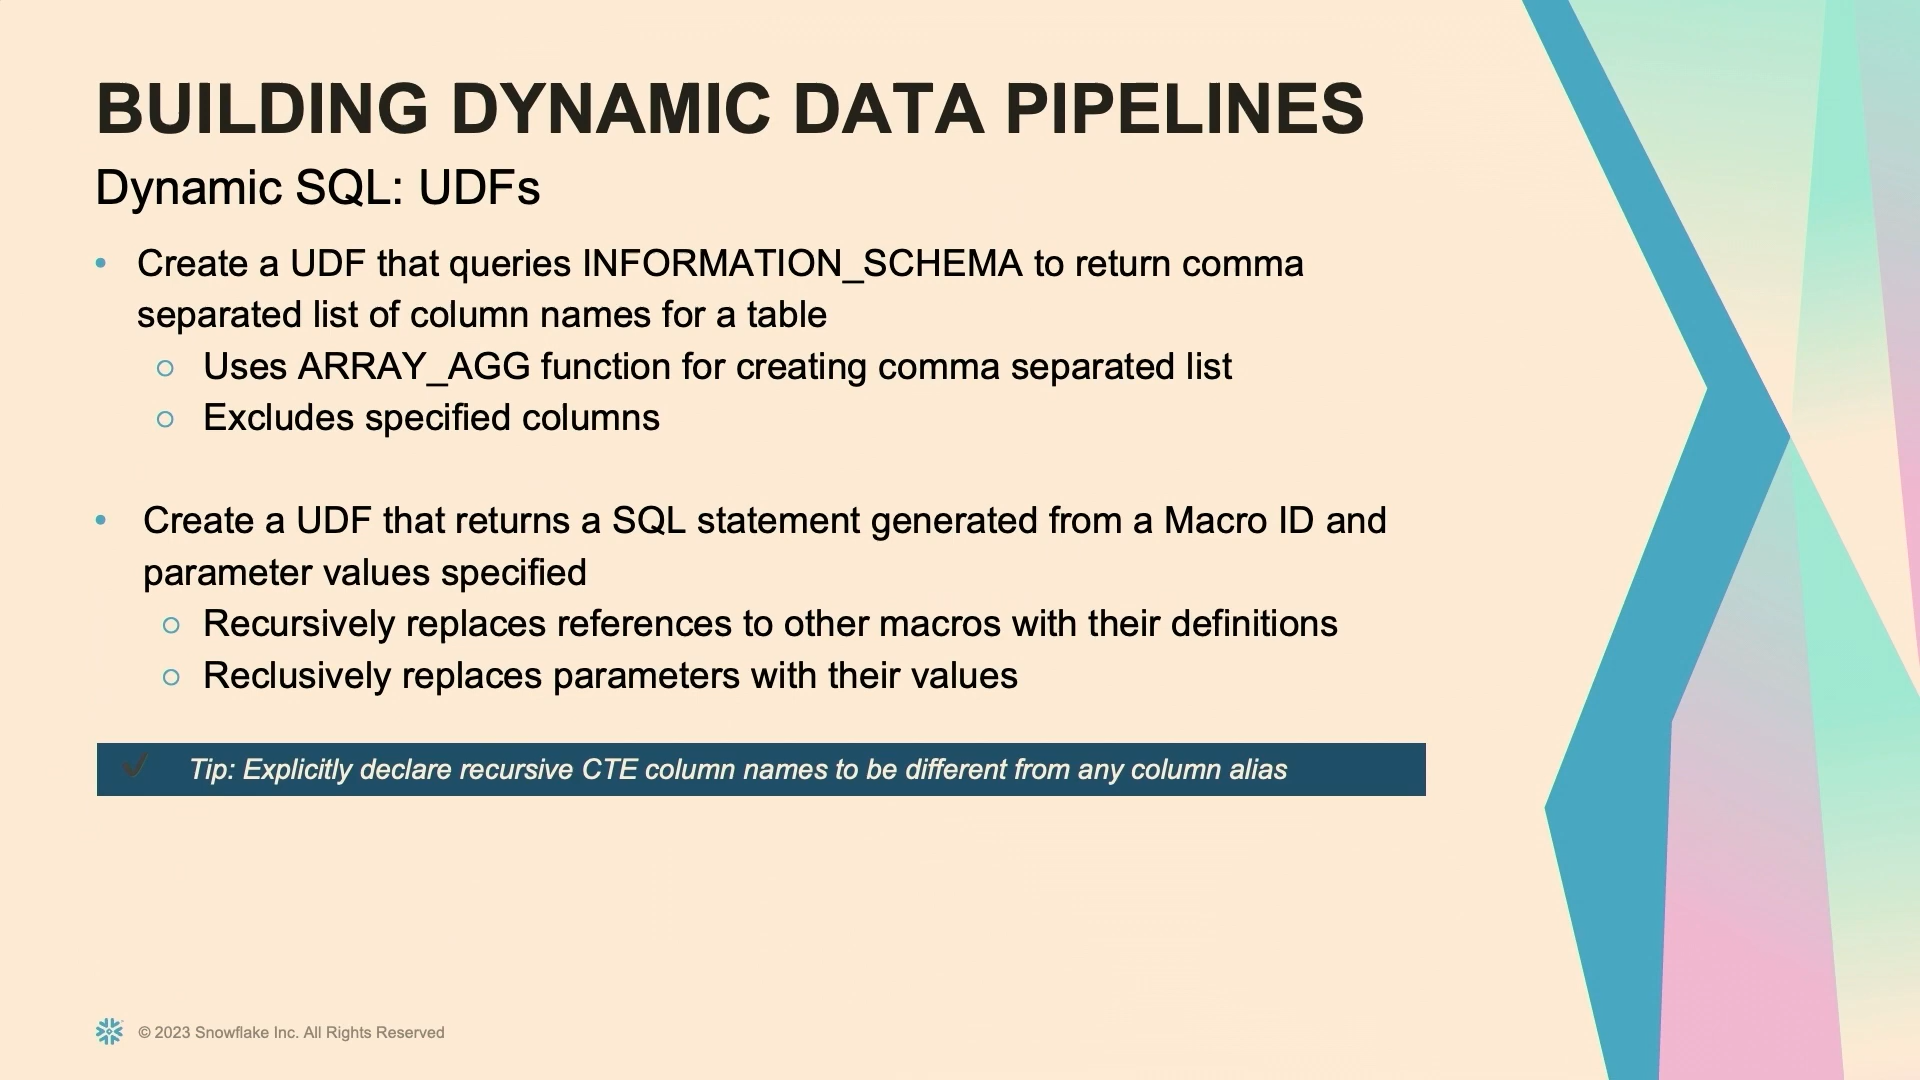 BUILDING DYNAMIC DATA PIPELINES
Dynamic SQL: UDFs
• Create a UDF that queries INFORMATION_SCHEMA to return comma
separated list of column names for a table
○ Uses ARRAY_AGG function for creating comma separated list
○ Excludes specified columns
• Create a UDF that returns a SQL statement generated from a Macro ID and
parameter values specified
○ Recursively replaces references to other macros with their definitions
○ Reclusively replaces parameters with their values
✓ Tip: Explicitly declare recursive CTE column names to be different from any column alias
© 2023 Snowflake Inc. All Rights Reserved